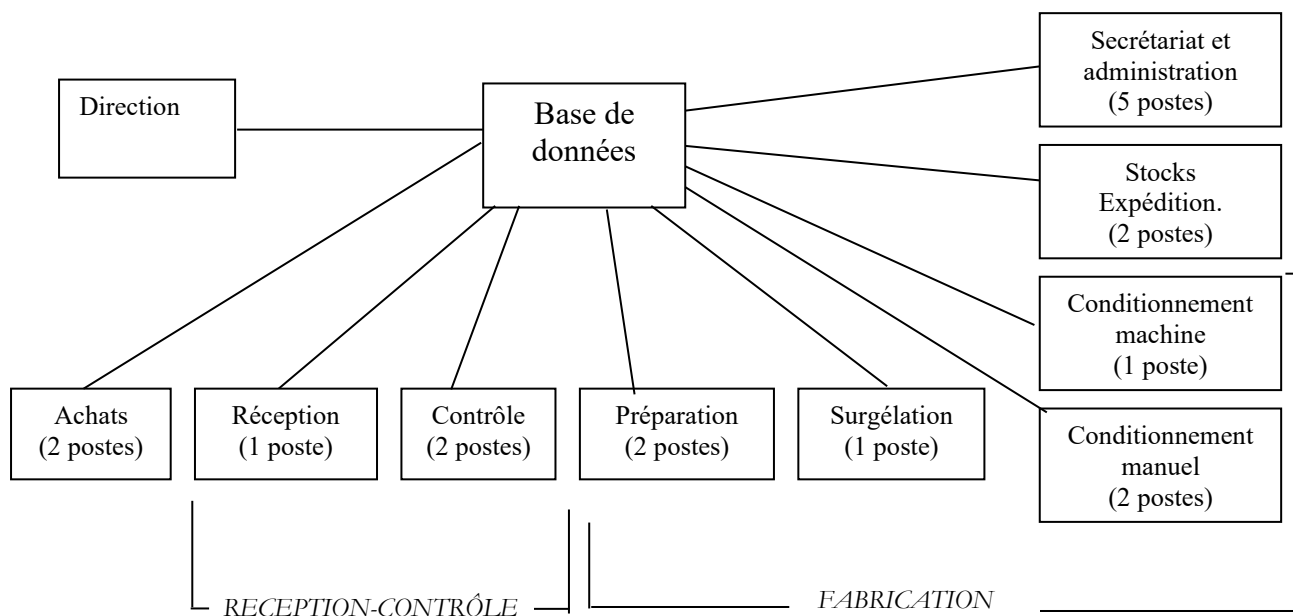 Secrétariat et
administration
(5 postes)
Direction
Base de
données
Stocks
Expédition.
(2 postes)
Conditionnement
machine
(1 poste)
Achats
(2 postes)
Réception
(1 poste)
Contrôle
(2 postes)
Préparation
(2 postes)
Surgélation
(1 poste)
Conditionnement
manuel
(2 postes)
RECEPTION-CONTRÔLE
FABRICATION